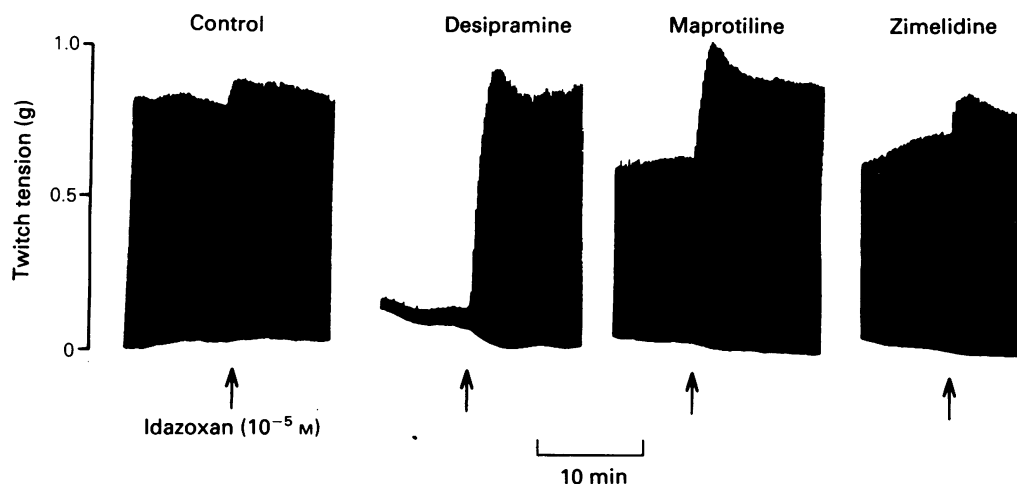 Control
Desipramine
Maprotiline
Zimelidine
Twitch tension (g)
1.0
0.5
0
Idazoxan (10⁻⁵ M)
10 min